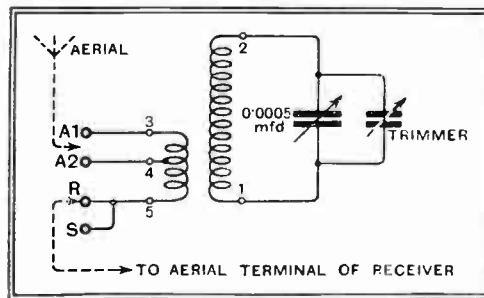 AERIAL
2
A1
3
0·0005
mfd
TRIMMER
A2
4
R
5
1
S
TO AERIAL TERMINAL OF RECEIVER